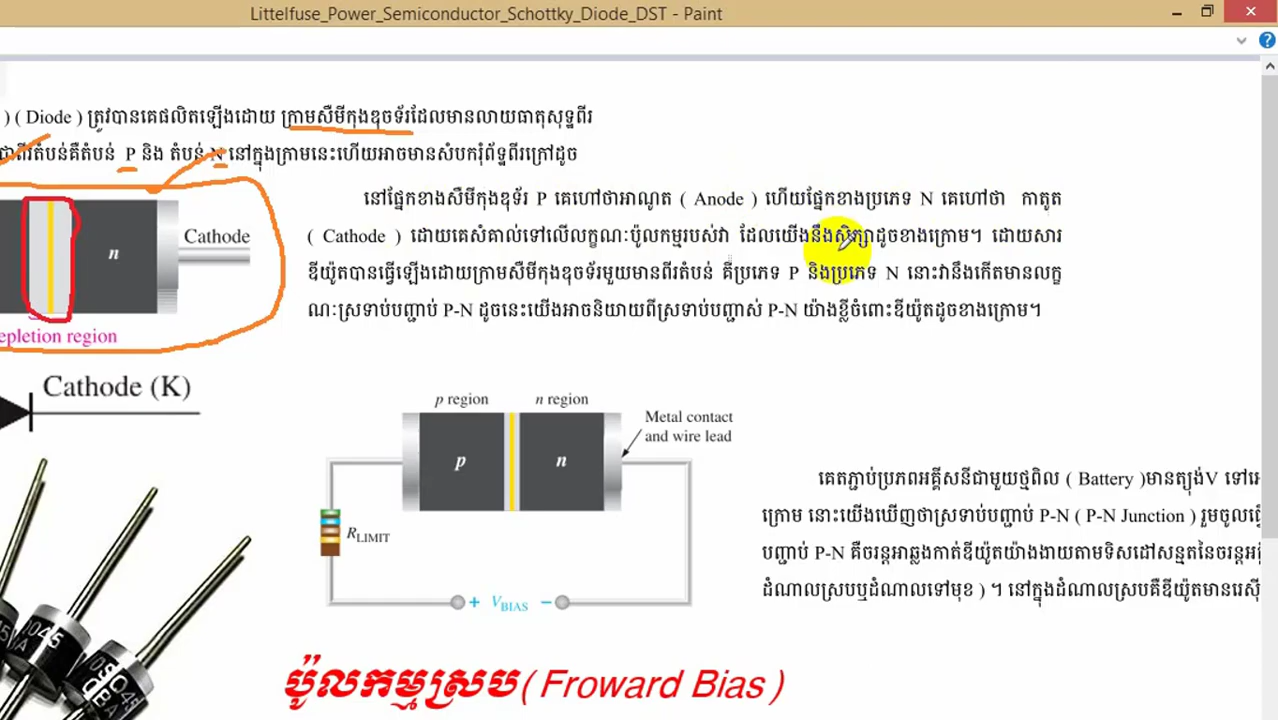 Littelfuse_Power_Semiconductor_Schottky_Diode_DST - Paint
) ( Diode ) ត្រូវបានគេផលិតឡើងដោយ ក្រាមសឺមីកុងឌុចទ័រដែលមានលាយធាតុសុទ្ធពីរ
ជាពីរតំបន់គឺតំបន់ P និង តំបន់ N នៅក្នុងក្រាមនេះហើយអាចមានសំបករុំព័ទ្ធពីរក្រៅដូច
នៅផ្នែកខាងសឺមីកុងឌុទ័រ P គេហៅថាអាណូត ( Anode ) ហើយផ្នែកខាងប្រភេទ N គេហៅថា កាតូត
( Cathode ) ដោយគេសំគាល់ទៅលើលក្ខណៈប៉ូលកម្មរបស់វា ដែលយើងនឹងសិក្សាដូចខាងក្រោម។ ដោយសារ
ឌីយ៉ូតបានធ្វើឡើងដោយក្រាមសឺមីកុងឌុចទ័រមួយមានពីរតំបន់ គឺប្រភេទ P និងប្រភេទ N នោះវានឹងកើតមានលក្ខ
ណៈស្រទាប់បញ្ជាប់ P-N ដូចនេះយើងអាចនិយាយពីស្រទាប់បញ្ជាស់ P-N យ៉ាងខ្លីចំពោះឌីយ៉ូតដូចខាងក្រោម។
n
Cathode
epletion region
Cathode (K)
p region
n region
Metal contact
and wire lead
p
n
R LIMIT
+ V BIAS −
គេតភ្ជាប់ប្រភពអគ្គីសនីជាមួយថ្មពិល ( Battery )មានត្យុង់V ទៅអោ
ក្រោម នោះយើងឃើញថាស្រទាប់បញ្ជាប់ P-N ( P-N Junction ) រួមចូលធ្វើ
បញ្ជាប់ P-N គឺចរន្តអាឆ្លងកាត់ឌីយ៉ូតយ៉ាងងាយតាមទិសដៅសន្មតនៃចរន្តអគ្គី
ដំណាលស្របឬដំណាលទៅមុខ ) ។ នៅក្នុងដំណាលស្របគឺឌីយ៉ូតមានរេស៊ី
ប៉ូលកម្មស្រប( Froward Bias )